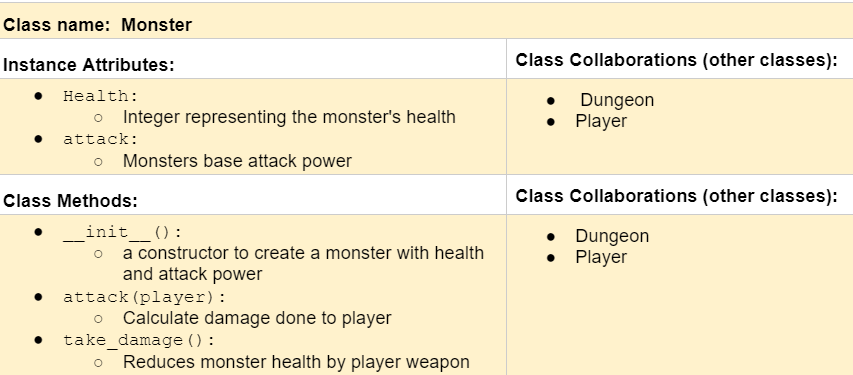 Class name: Monster
Instance Attributes:
Class Collaborations (other classes):
● Health:
○ Integer representing the monster's health
● attack:
○ Monsters base attack power
● Dungeon
● Player
Class Methods:
Class Collaborations (other classes):
● __init__():
○ a constructor to create a monster with health
and attack power
● attack(player):
○ Calculate damage done to player
● take_damage():
○ Reduces monster health by player weapon
● Dungeon
● Player